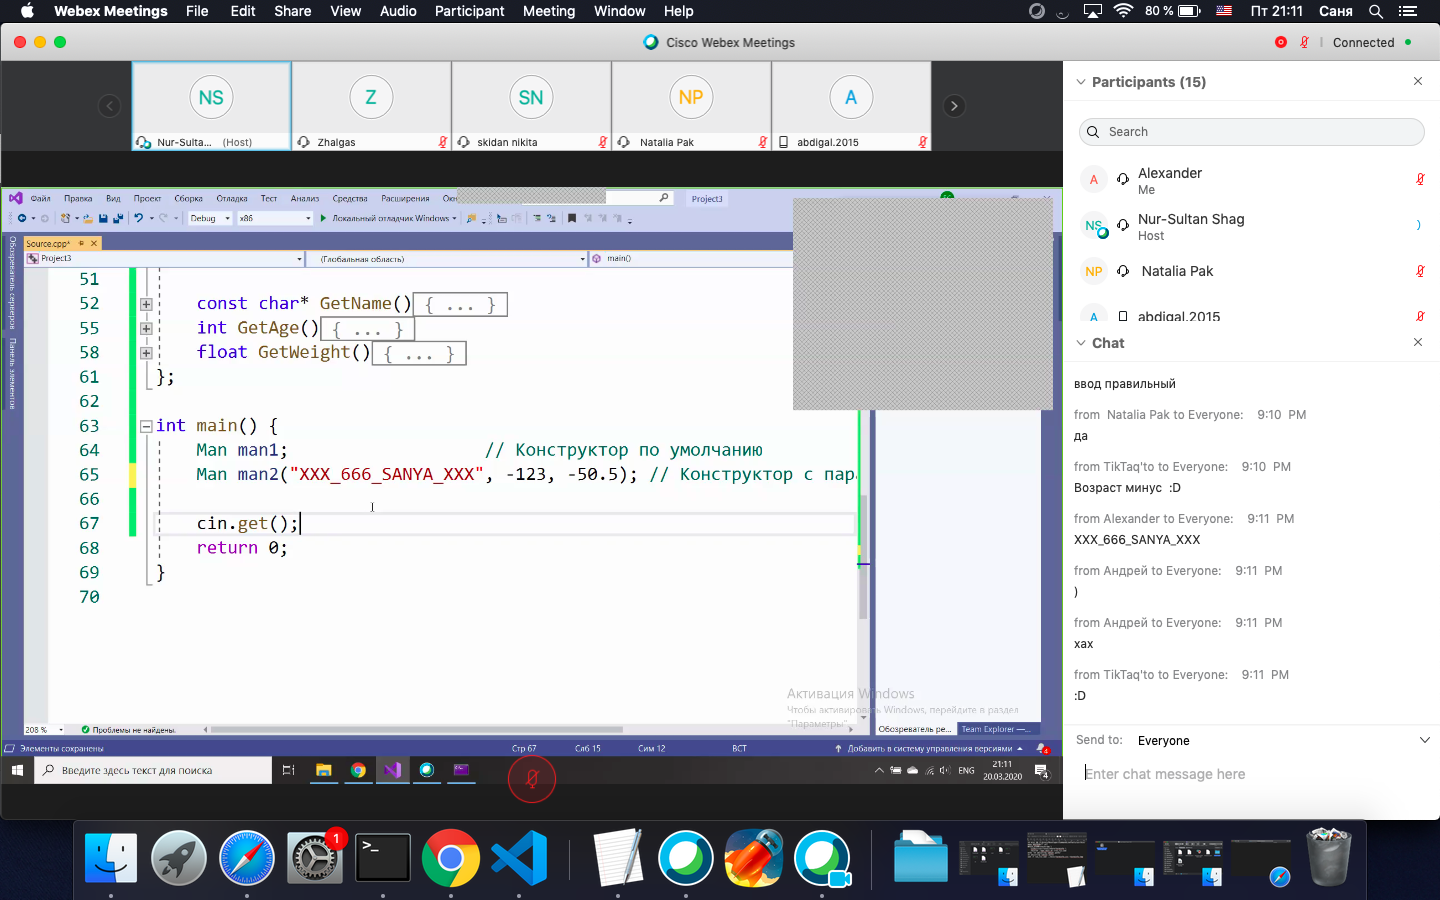 Webex Meetings File Edit Share View Audio Participant Meeting Window Help 80 % Пт 21:11 Саня
Cisco Webex Meetings Connected
NS Z SN NP A
Nur-Sulta... (Host) Zhalgas skidan nikita Natalia Pak abdigal.2015
Participants (15)
Search
A Alexander
Me
NS Nur-Sultan Shag
Host
NP Natalia Pak
A abdigal.2015
Файл Правка Вид Проект Сборка Отладка Тест Анализ Средства Расширения Project3
Debug x86 Локальный отладчик Windows
Обозреватель серверов
Панель элементов
Source.cpp*
Project3 (Глобальная область) main()
51
52 const char* GetName() { ... }
55 int GetAge() { ... }
58 float GetWeight() { ... }
61 };
62
63 int main() {
64 Man man1; // Конструктор по умолчанию
65 Man man2("XXX_666_SANYA_XXX", -123, -50.5); // Конструктор с пар
66
67 cin.get();
68 return 0;
69 }
70
Активация Windows
Чтобы активировать Windows, перейдите в раздел
"Параметры"
208 % Проблемы не найдены. Обозреватель ре... Team Explorer —...
Элементы сохранены Стр 67 Слб 15 Сим 12 ВСТ Добавить в систему управления версиями 4
Введите здесь текст для поиска ENG 21:11
20.03.2020 4
Chat
ввод правильный
from Natalia Pak to Everyone: 9:10 PM
да
from TikTaq'to to Everyone: 9:10 PM
Возраст минус :D
from Alexander to Everyone: 9:11 PM
XXX_666_SANYA_XXX
from Андрей to Everyone: 9:11 PM
)
from Андрей to Everyone: 9:11 PM
хах
from TikTaq'to to Everyone: 9:11 PM
:D
Send to: Everyone
Enter chat message here
1